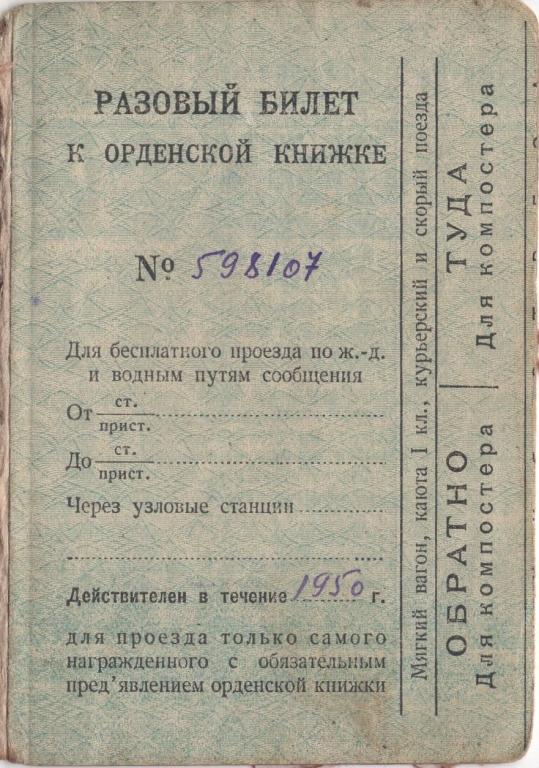 РАЗОВЫЙ БИЛЕТ
К ОРДЕНСКОЙ КНИЖКЕ
№ 598107
Для бесплатного проезда по ж.-д.
и водным путям сообщения
От ст.
прист.
До ст.
прист.
Через узловые станции
Действителен в течение 1950 г.
для проезда только самого
награжденного с обязательным
пред'явлением орденской книжки
Мягкий вагон, каюта I кл., курьерский и скорый поезда
ТУДА
Для компостера
ОБРАТНО
Для компостера